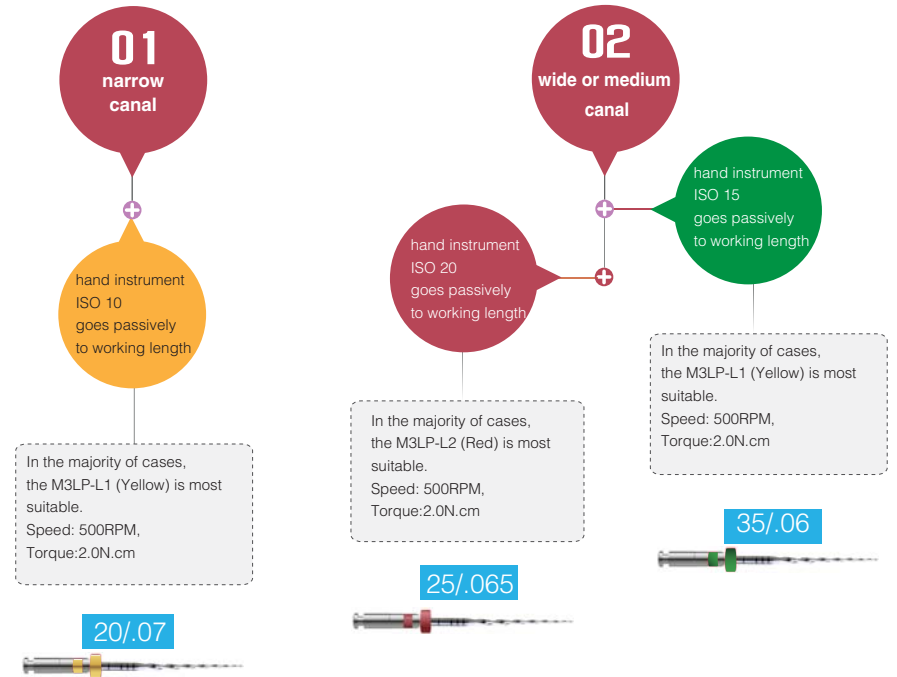 01
narrow
canal
hand instrument
ISO 10
goes passively
to working length
In the majority of cases,
the M3LP-L1 (Yellow) is most
suitable.
Speed: 500RPM,
Torque:2.0N.cm
20/.07
02
wide or medium
canal
hand instrument
ISO 20
goes passively
to working length
In the majority of cases,
the M3LP-L2 (Red) is most
suitable.
Speed: 500RPM,
Torque:2.0N.cm
25/.065
hand instrument
ISO 15
goes passively
to working length
In the majority of cases,
the M3LP-L1 (Yellow) is most
suitable.
Speed: 500RPM,
Torque:2.0N.cm
35/.06